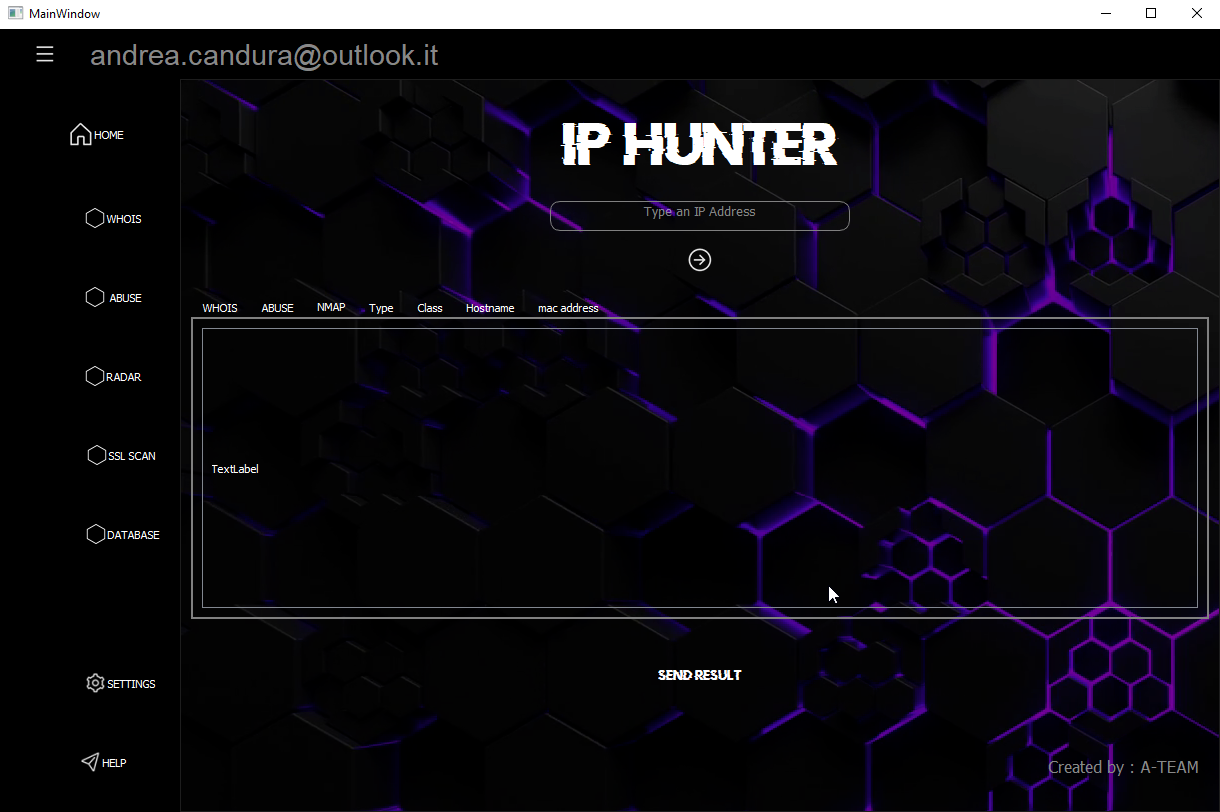 MainWindow
andrea.candura@outlook.it
HOME
WHOIS
ABUSE
RADAR
SSL SCAN
DATABASE
SETTINGS
HELP
IP HUNTER
Type an IP Address
WHOIS ABUSE NMAP Type Class Hostname mac address
TextLabel
SEND RESULT
Created by : A-TEAM